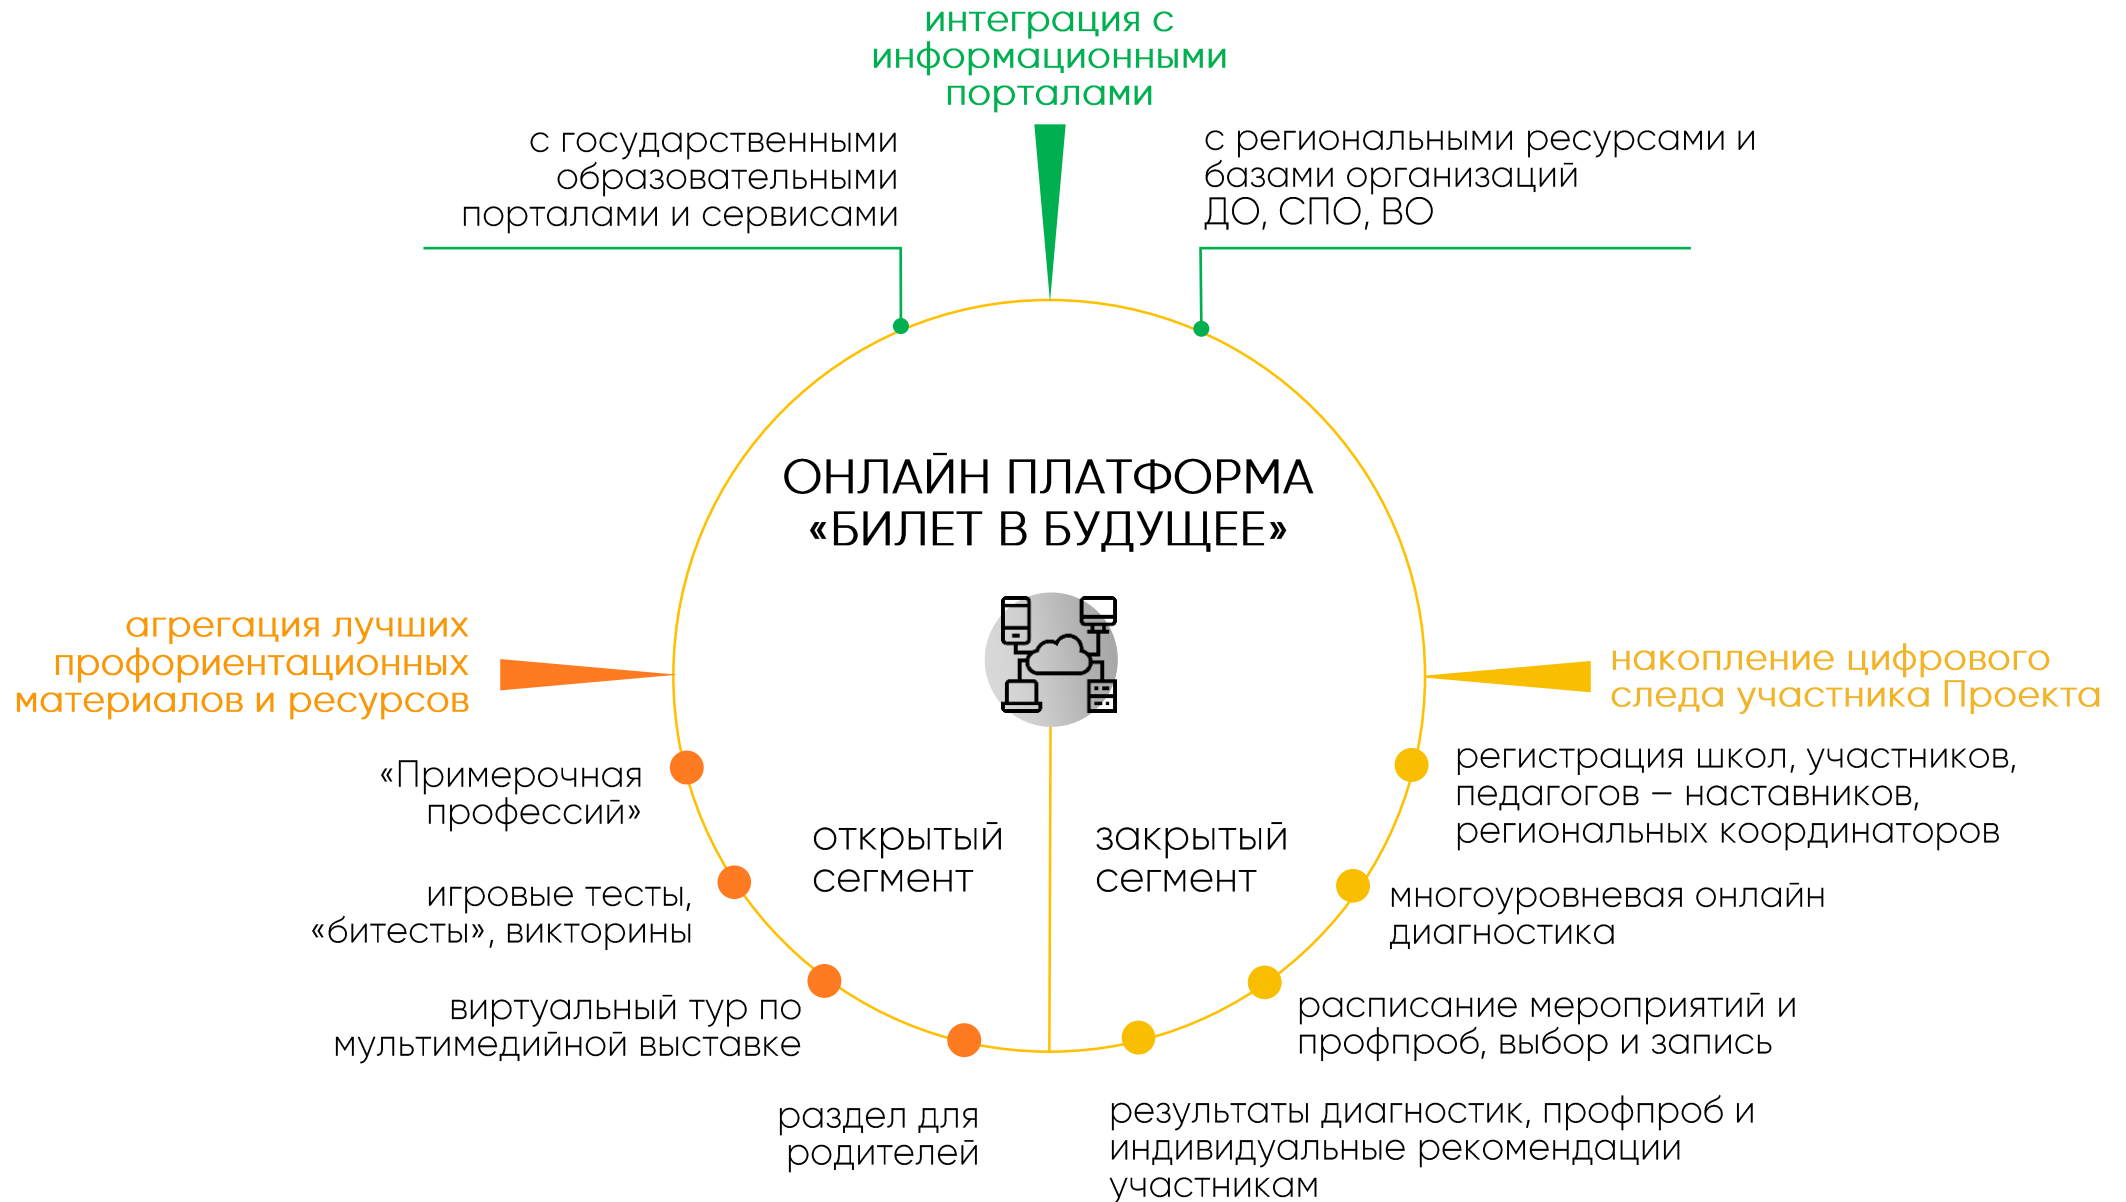 интеграция с
информационными
порталами
с государственными
образовательными
порталами и сервисами
с региональными ресурсами и
базами организаций
ДО, СПО, ВО
ОНЛАЙН ПЛАТФОРМА
«БИЛЕТ В БУДУЩЕЕ»
агрегация лучших
профориентационных
материалов и ресурсов
накопление цифрового
следа участника Проекта
«Примерочная
профессий»
игровые тесты,
«битесты», викторины
виртуальный тур по
мультимедийной выставке
раздел для
родителей
открытый
сегмент
закрытый
сегмент
регистрация школ, участников,
педагогов – наставников,
региональных координаторов
многоуровневая онлайн
диагностика
расписание мероприятий и
профпроб, выбор и запись
результаты диагностик, профпроб и
индивидуальные рекомендации
участникам